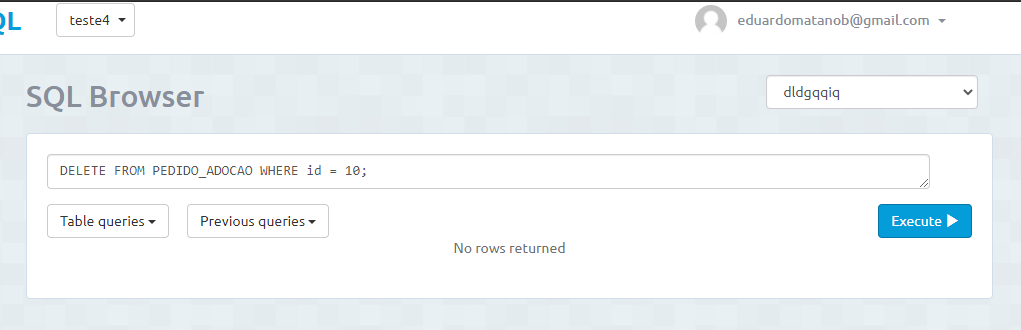 QL
teste4
eduardomatanob@gmail.com
SQL Browser
dldgqqiq
DELETE FROM PEDIDO_ADOCAO WHERE id = 10;
Table queries
Previous queries
Execute
No rows returned